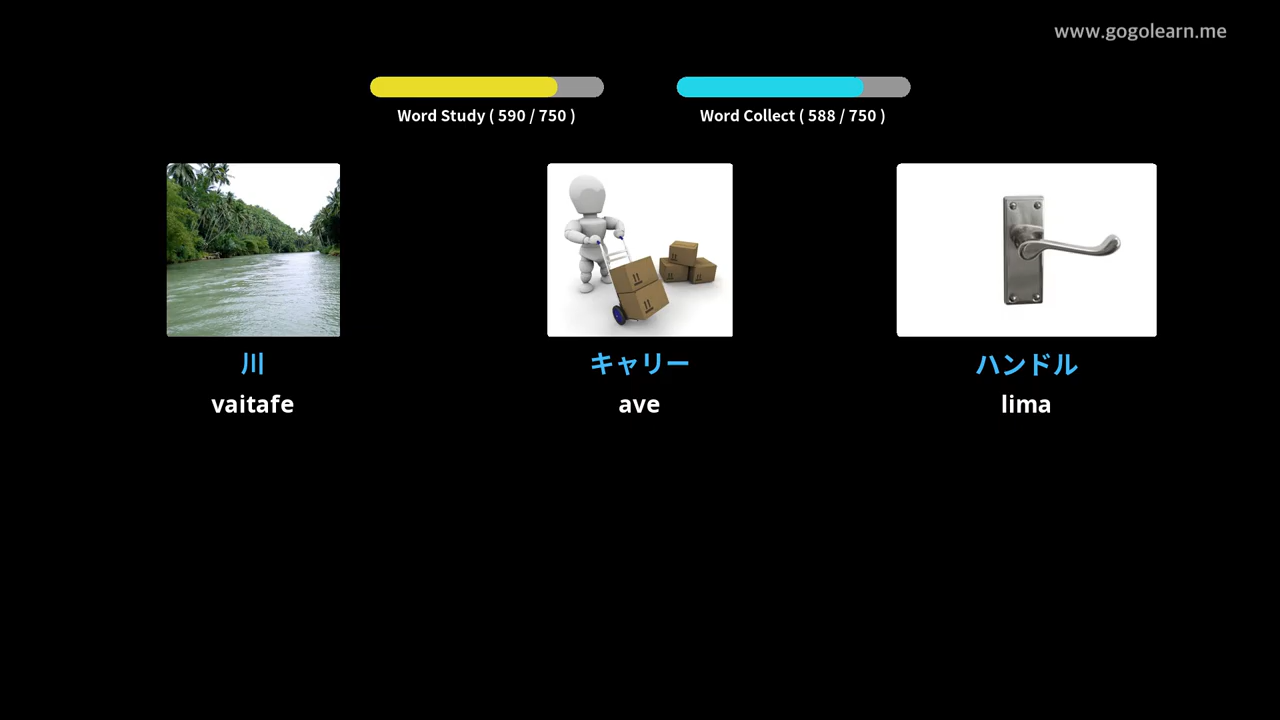 www.gogolearn.me
Word Study ( 590 / 750 )
Word Collect ( 588 / 750 )
川
キャリー
ハンドル
vaitafe
ave
lima